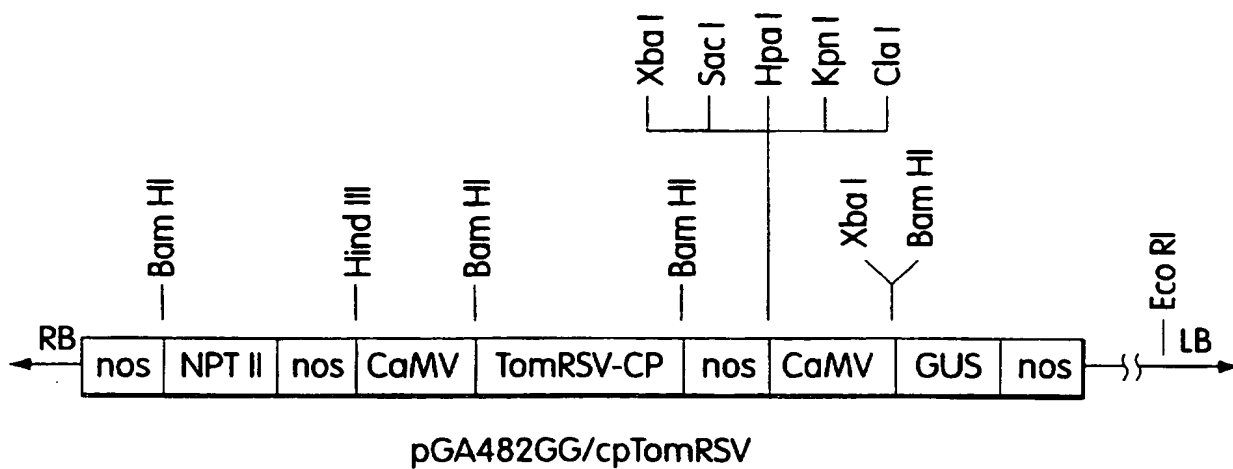 Xba I
Sac I
Hpa I
Kpn I
Cla I
Bam HI
Hind III
Bam HI
Bam HI
Xba I
Bam HI
Eco RI
RB
nos
NPT II
nos
CaMV
TomRSV-CP
nos
CaMV
GUS
nos
LB
pGA482GG/cpTomRSV